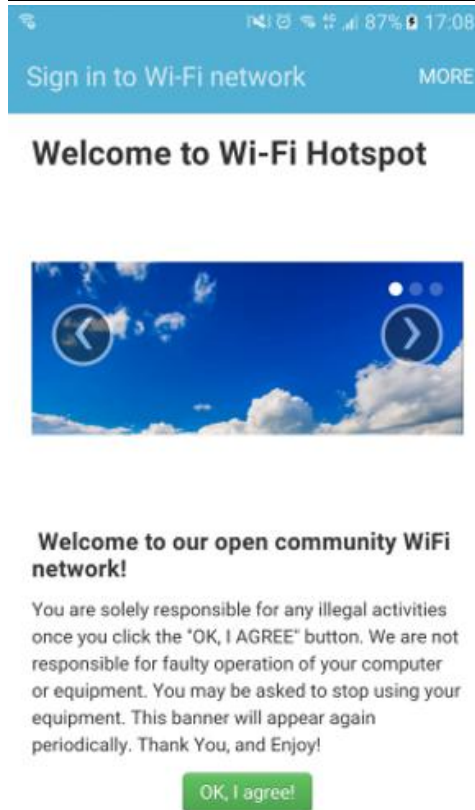 87% 17:08
Sign in to Wi-Fi network MORE
Welcome to Wi-Fi Hotspot
Welcome to our open community WiFi
network!
You are solely responsible for any illegal activities
once you click the "OK, I AGREE" button. We are not
responsible for faulty operation of your computer
or equipment. You may be asked to stop using your
equipment. This banner will appear again
periodically. Thank You, and Enjoy!
OK, I agree!